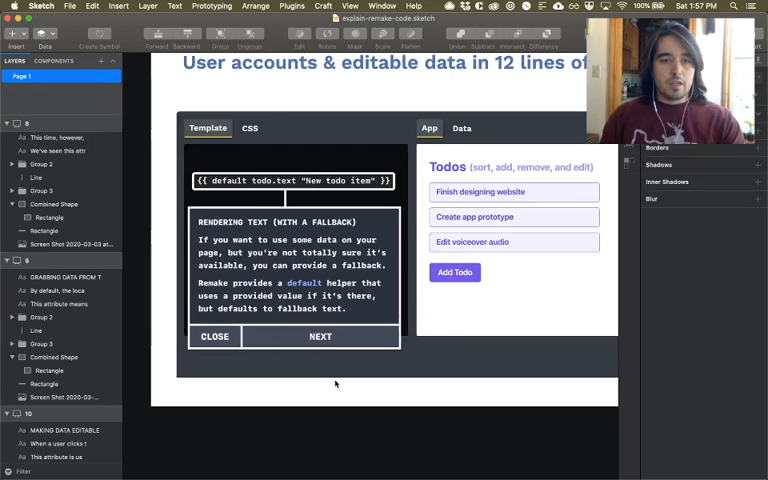 Sketch File Edit Insert Layer Text Arrange Prototyping Plugins Craft View Window Help 100% Sat 1:57 PM
explain-remake-code.sketch
Insert Data Create Symbol Forward Backward Group Ungroup Edit Rotate Mask Scale Flatten Union Subtract Intersect Difference
LAYERS COMPONENTS
Page 1
8
Aa This time, however,
Aa We've seen this attr
Group 2
Line
Group 3
Combined Shape
Rectangle
Rectangle
Screen Shot 2020-03-03 at...
9
Aa GRABBING DATA FROM T
Aa By default, the loca
Aa This attribute means
Group 2
Line
Group 3
Combined Shape
Rectangle
Rectangle
Screen Shot 2020-03-...
10
Aa MAKING DATA EDITABLE
Aa When a user clicks t
Aa This attribute is us
Filter
User accounts & editable data in 12 lines of
Template CSS
{{ default todo.text "New todo item" }}
RENDERING TEXT (WITH A FALLBACK)
If you want to use some data on your
page, but you're not totally sure it's
available, you can provide a fallback.
Remake provides a default helper that
uses a provided value if it's there,
but defaults to fallback text.
CLOSE NEXT
App Data
Todos (sort, add, remove, and edit)
Finish designing website
Create app prototype
Edit voiceover audio
Add Todo
Borders
Shadows
Inner Shadows
Blur